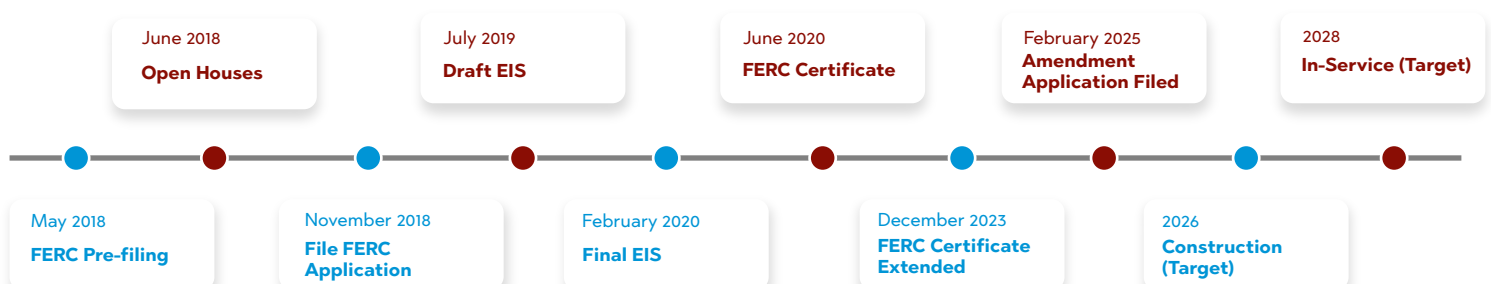 June 2018
Open Houses
July 2019
Draft EIS
June 2020
FERC Certificate
February 2025
Amendment
Application Filed
2028
In-Service (Target)
May 2018
FERC Pre-filing
November 2018
File FERC
Application
February 2020
Final EIS
December 2023
FERC Certificate
Extended
2026
Construction
(Target)